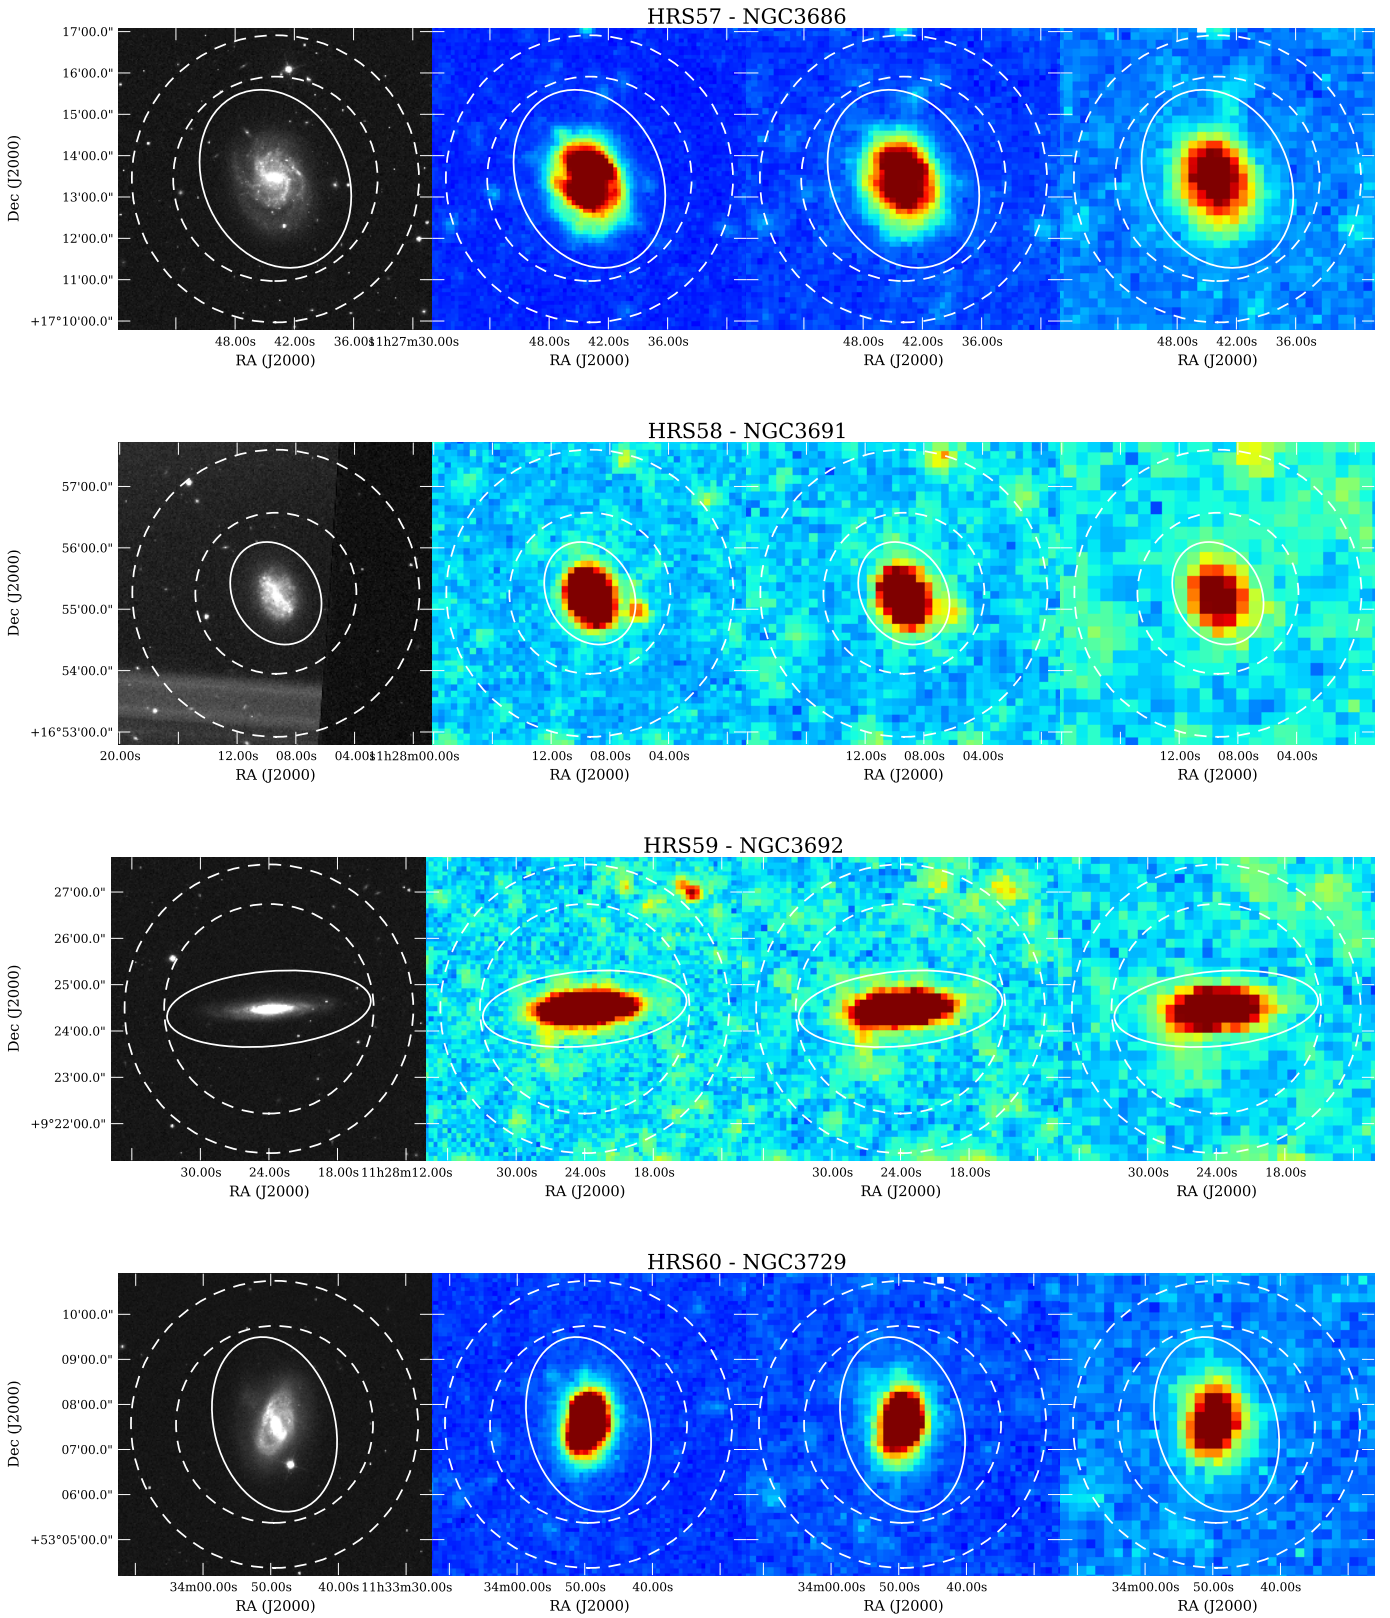 HRS57 - NGC3686
17'00.0"
16'00.0"
15'00.0"
14'00.0"
13'00.0"
12'00.0"
11'00.0"
+17°10'00.0"
Dec (J2000)
48.00s 42.00s 36.00s 11h27m30.00s 48.00s 42.00s 36.00s 48.00s 42.00s 36.00s 48.00s 42.00s 36.00s
RA (J2000) RA (J2000) RA (J2000) RA (J2000)
HRS58 - NGC3691
57'00.0"
56'00.0"
55'00.0"
54'00.0"
+16°53'00.0"
Dec (J2000)
20.00s 12.00s 08.00s 04.00s 11h28m00.00s 12.00s 08.00s 04.00s 12.00s 08.00s 04.00s 12.00s 08.00s 04.00s
RA (J2000) RA (J2000) RA (J2000) RA (J2000)
HRS59 - NGC3692
27'00.0"
26'00.0"
25'00.0"
24'00.0"
23'00.0"
+9°22'00.0"
Dec (J2000)
30.00s 24.00s 18.00s 11h28m12.00s 30.00s 24.00s 18.00s 30.00s 24.00s 18.00s 30.00s 24.00s 18.00s
RA (J2000) RA (J2000) RA (J2000) RA (J2000)
HRS60 - NGC3729
10'00.0"
09'00.0"
08'00.0"
07'00.0"
06'00.0"
+53°05'00.0"
Dec (J2000)
34m00.00s 50.00s 40.00s 11h33m30.00s 34m00.00s 50.00s 40.00s 34m00.00s 50.00s 40.00s 34m00.00s 50.00s 40.00s
RA (J2000) RA (J2000) RA (J2000) RA (J2000)